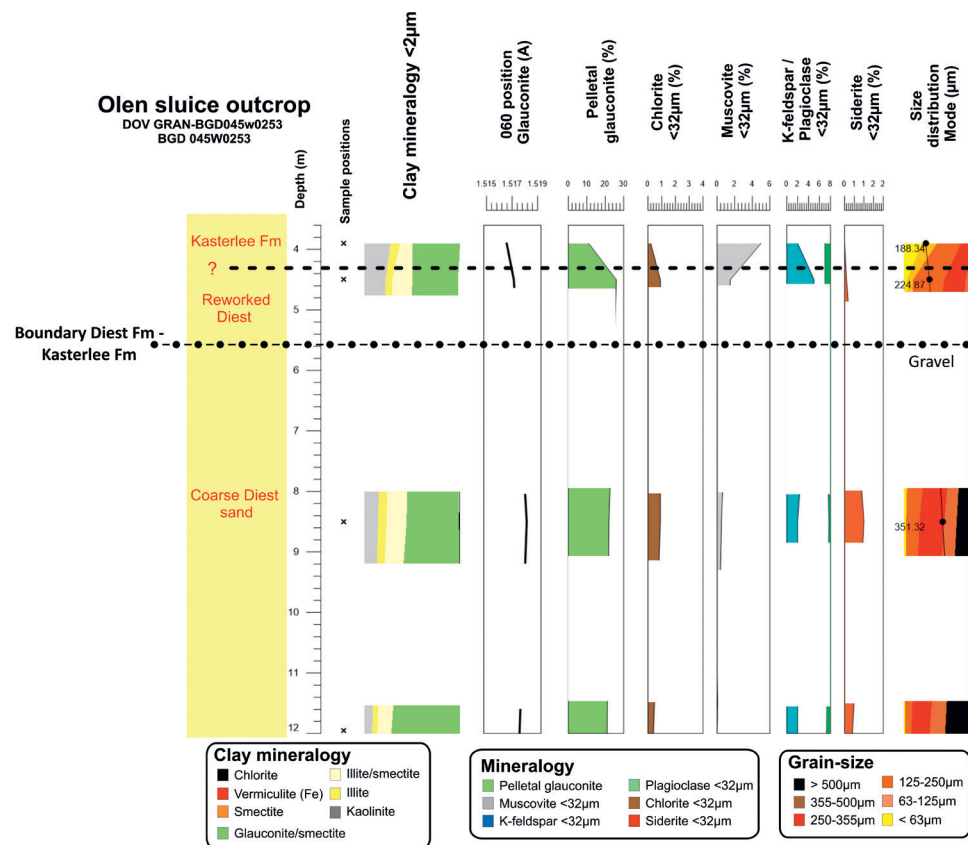 Olen sluice outcrop
DOV GRAN-BGD045w0253
BGD 045W0253
Depth (m)
Sample positions
Clay mineralogy <2µm
060 position
Glauconite (A)
Pelletal
glauconite (%)
Chlorite
<32µm (%)
Muscovite
<32µm (%)
K-feldspar /
Plagioclase
<32µm (%)
Siderite
<32µm (%)
Size
distribution
Mode (µm)
1.515 1.517 1.519
0 10 20 30
0 1 2 3 4
0 2 4 6
0 2 4 6 8
0 1 2
Kasterlee Fm
?
Reworked
Diest
Boundary Diest Fm -
Kasterlee Fm
Coarse Diest
sand
4
5
6
7
8
9
10
11
12
188.34
224.87
Gravel
351.32
Clay mineralogy
Chlorite
Vermiculite (Fe)
Smectite
Glauconite/smectite
Illite/smectite
Illite
Kaolinite
Mineralogy
Pelletal glauconite
Muscovite <32µm
K-feldspar <32µm
Plagioclase <32µm
Chlorite <32µm
Siderite <32µm
Grain-size
> 500µm
355-500µm
250-355µm
125-250µm
63-125µm
< 63µm